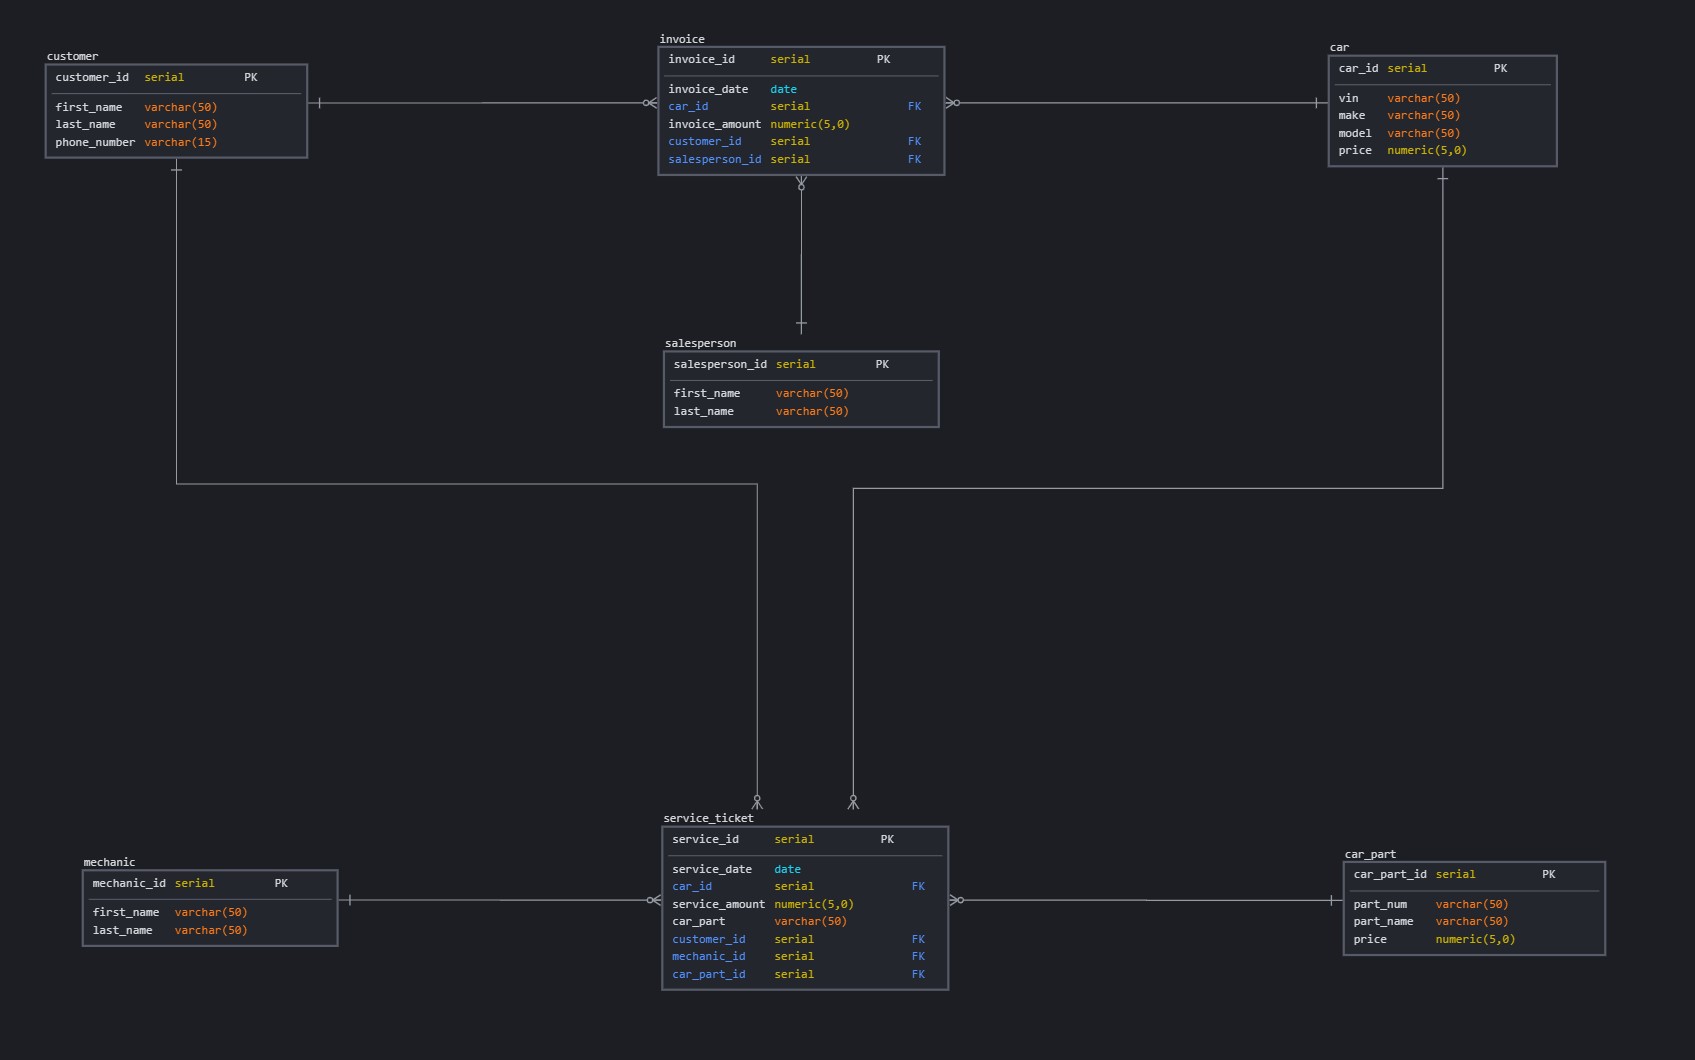 customer
customer_id serial PK
first_name varchar(50)
last_name varchar(50)
phone_number varchar(15)
invoice
invoice_id serial PK
invoice_date date
car_id serial FK
invoice_amount numeric(5,0)
customer_id serial FK
salesperson_id serial FK
car
car_id serial PK
vin varchar(50)
make varchar(50)
model varchar(50)
price numeric(5,0)
salesperson
salesperson_id serial PK
first_name varchar(50)
last_name varchar(50)
mechanic
mechanic_id serial PK
first_name varchar(50)
last_name varchar(50)
service_ticket
service_id serial PK
service_date date
car_id serial FK
service_amount numeric(5,0)
car_part varchar(50)
customer_id serial FK
mechanic_id serial FK
car_part_id serial FK
car_part
car_part_id serial PK
part_num varchar(50)
part_name varchar(50)
price numeric(5,0)